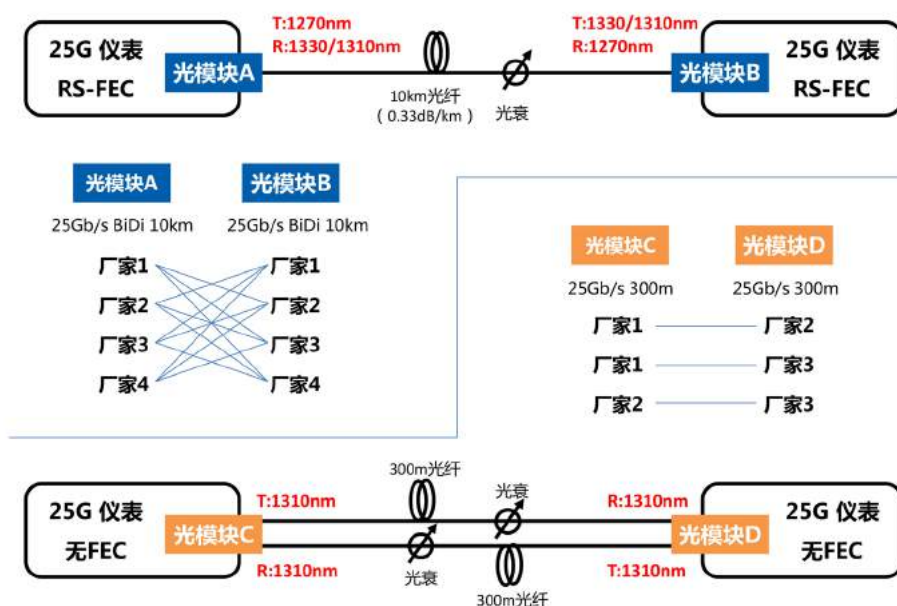 T:1270nm
R:1330/1310nm
T:1330/1310nm
R:1270nm
25G 仪表
RS-FEC
光模块A
10km光纤
( 0.33dB/km)
光衰
光模块B
25G 仪表
RS-FEC
光模块A
光模块B
25Gb/s BiDi 10km
25Gb/s BiDi 10km
厂家1
厂家1
厂家2
厂家2
厂家3
厂家3
厂家4
厂家4
光模块C
光模块D
25Gb/s 300m
25Gb/s 300m
厂家1
厂家2
厂家1
厂家3
厂家2
厂家3
25G 仪表
无FEC
光模块C
T:1310nm
R:1310nm
300m光纤
光衰
光衰
300m光纤
R:1310nm
T:1310nm
光模块D
25G 仪表
无FEC